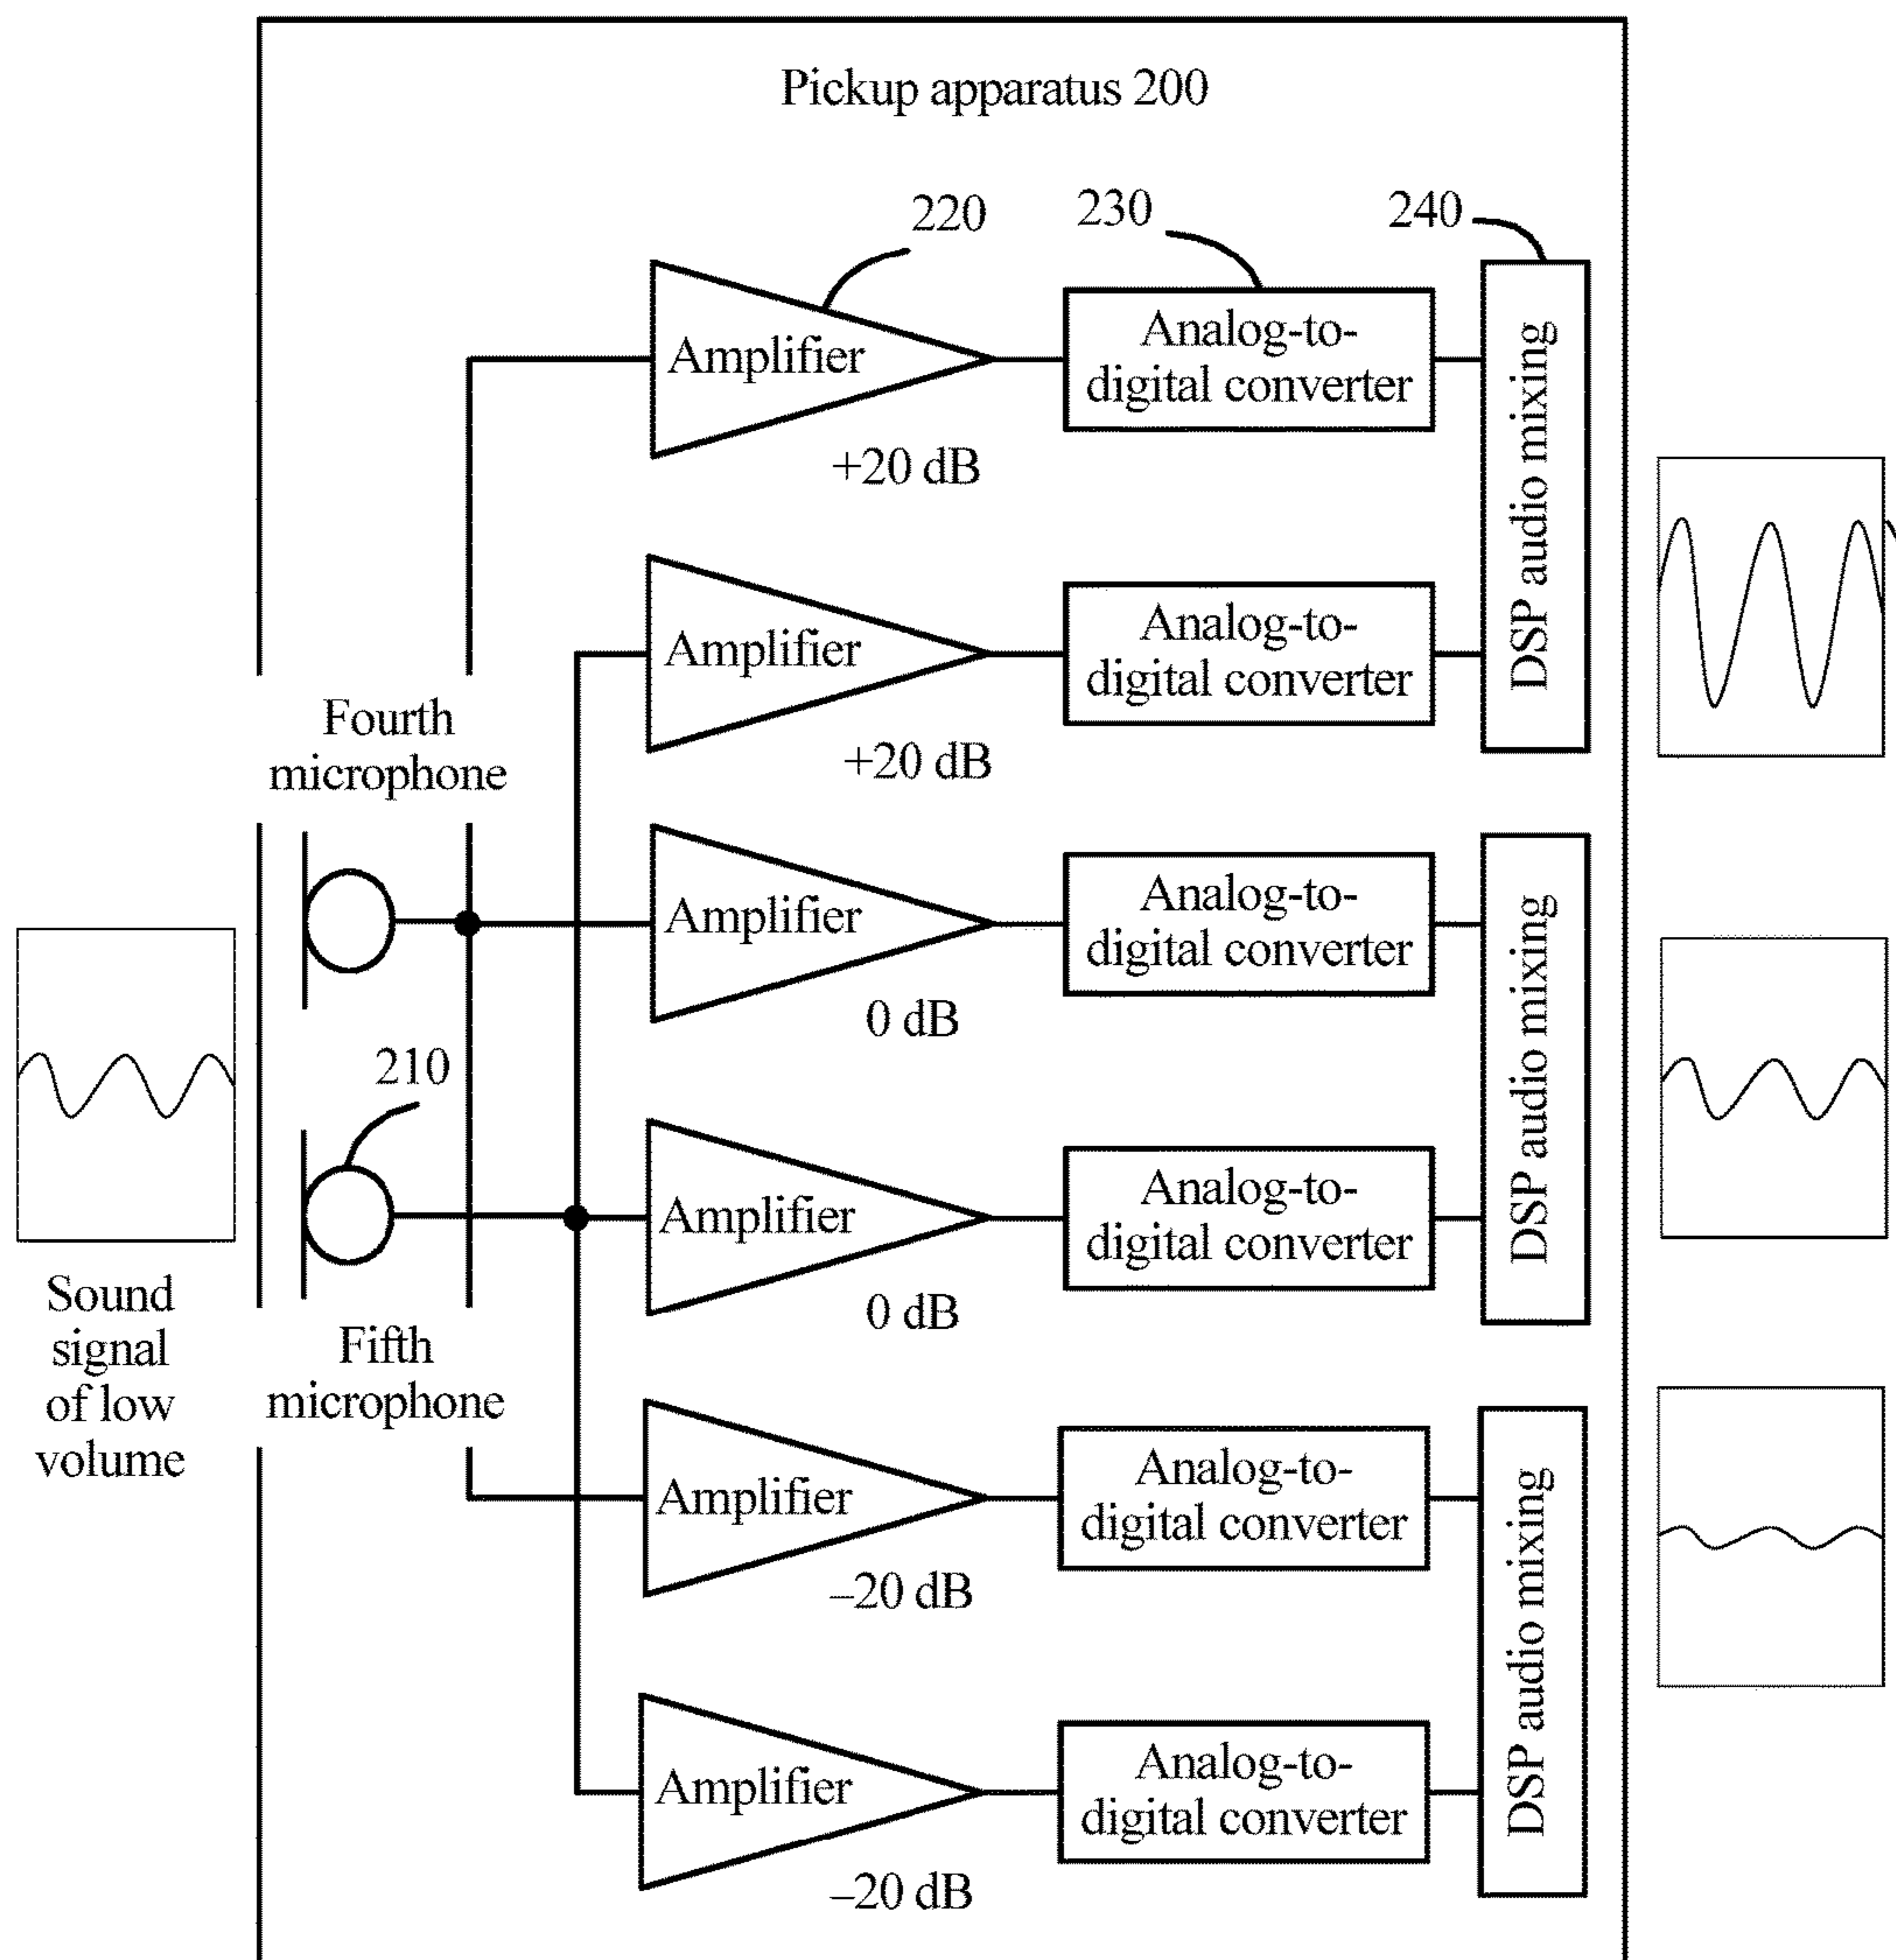 Pickup apparatus 200
220
230
240
Amplifier
+20 dB
Analog-to-
digital converter
DSP audio mixing
Amplifier
+20 dB
Analog-to-
digital converter
Fourth
microphone
Amplifier
0 dB
Analog-to-
digital converter
DSP audio mixing
210
Amplifier
0 dB
Analog-to-
digital converter
Sound
signal
of low
volume
Fifth
microphone
Amplifier
–20 dB
Analog-to-
digital converter
DSP audio mixing
Amplifier
–20 dB
Analog-to-
digital converter